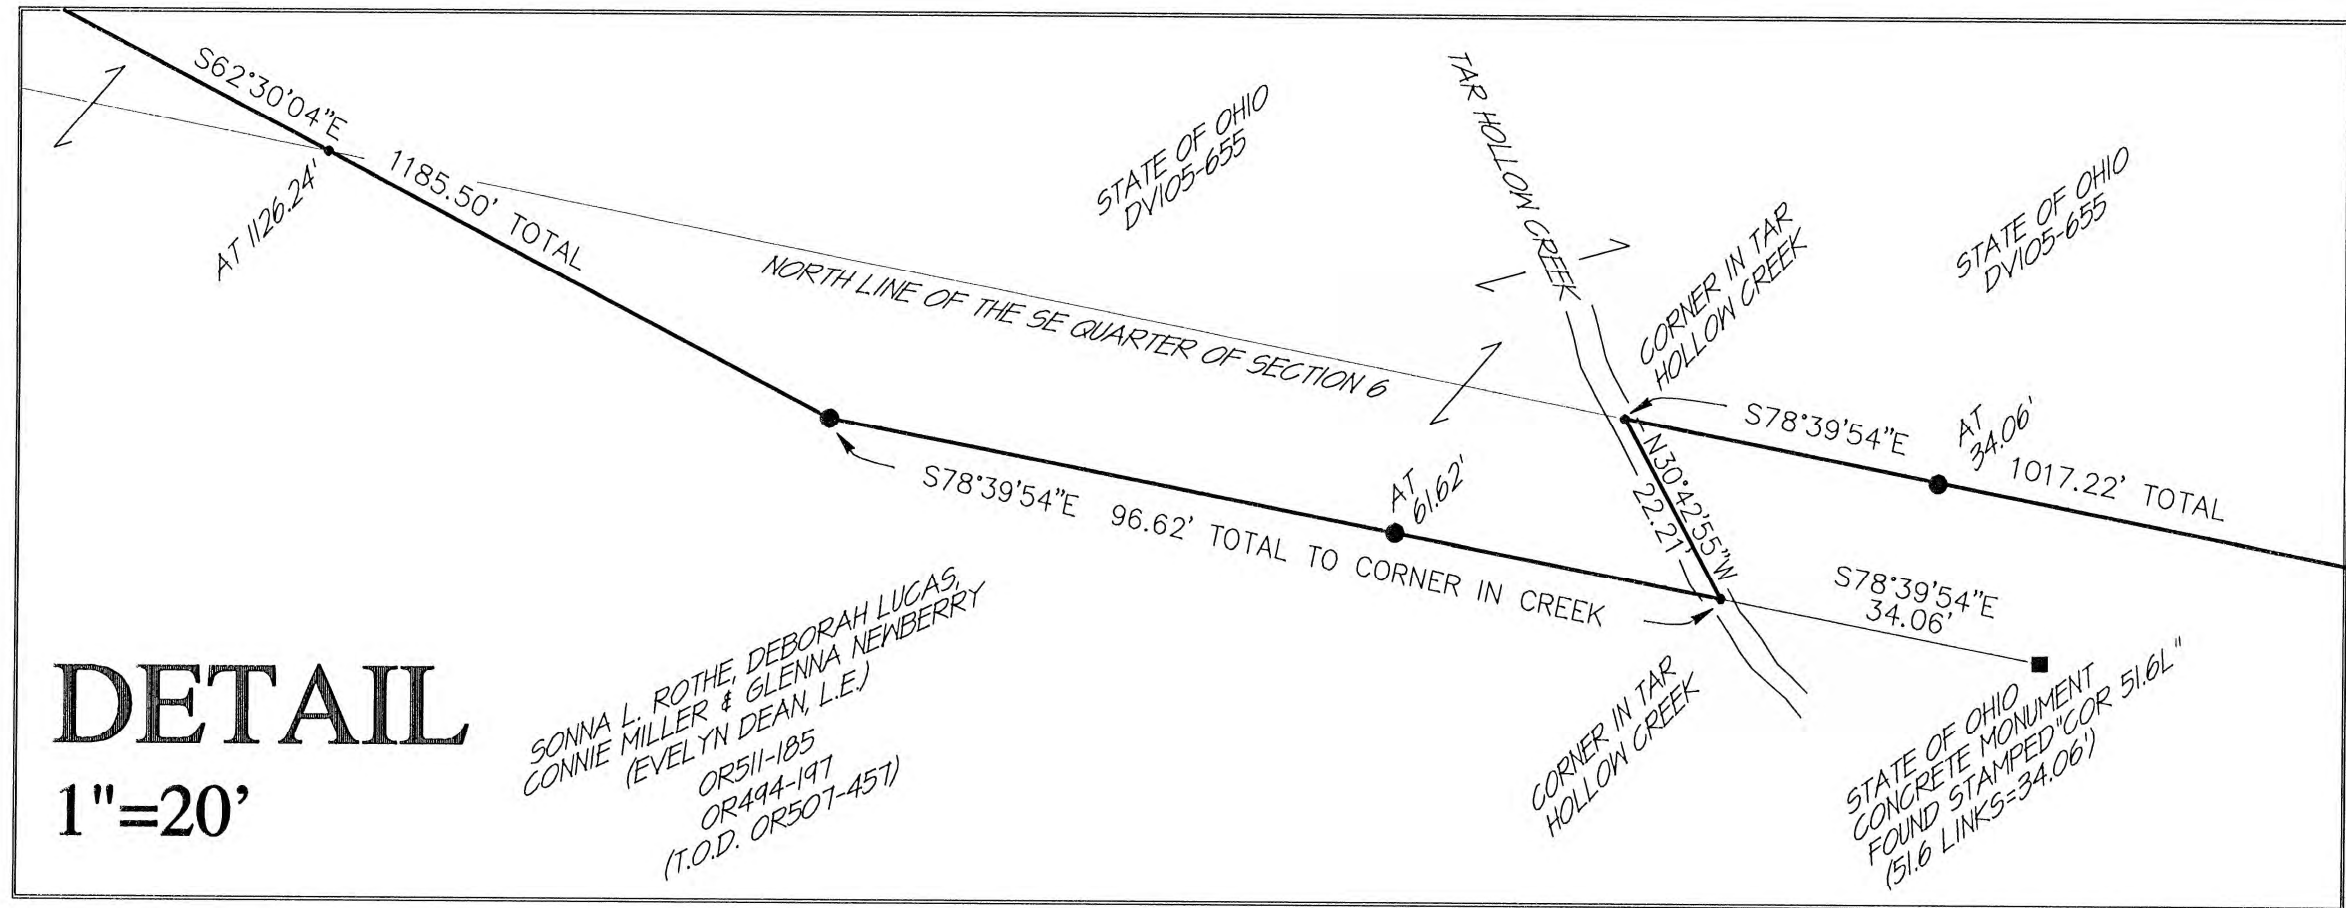 S62°30'04"E
AT 1126.24'
1185.50' TOTAL
NORTH LINE OF THE SE QUARTER OF SECTION 6
STATE OF OHIO
DV105-655
TAR HOLLOW CREEK
CORNER IN TAR
HOLLOW CREEK
STATE OF OHIO
DV105-655
S78°39'54"E
AT
34.06'
1017.22' TOTAL
S78°39'54"E 96.62' TOTAL TO CORNER IN CREEK
AT
61.62'
N30°42'55"W
22.21'
S78°39'54"E
34.06'
CORNER IN TAR
HOLLOW CREEK
STATE OF OHIO
CONCRETE MONUMENT
FOUND STAMPED "COR 51.6L"
(51.6 LINKS=34.06')
SONNA L. ROTHE, DEBORAH LUCAS,
CONNIE MILLER & GLENNA NEWBERRY
(EVELYN DEAN, L.E.)
OR511-185
OR494-197
(T.O.D. OR507-457)
DETAIL
1"=20'